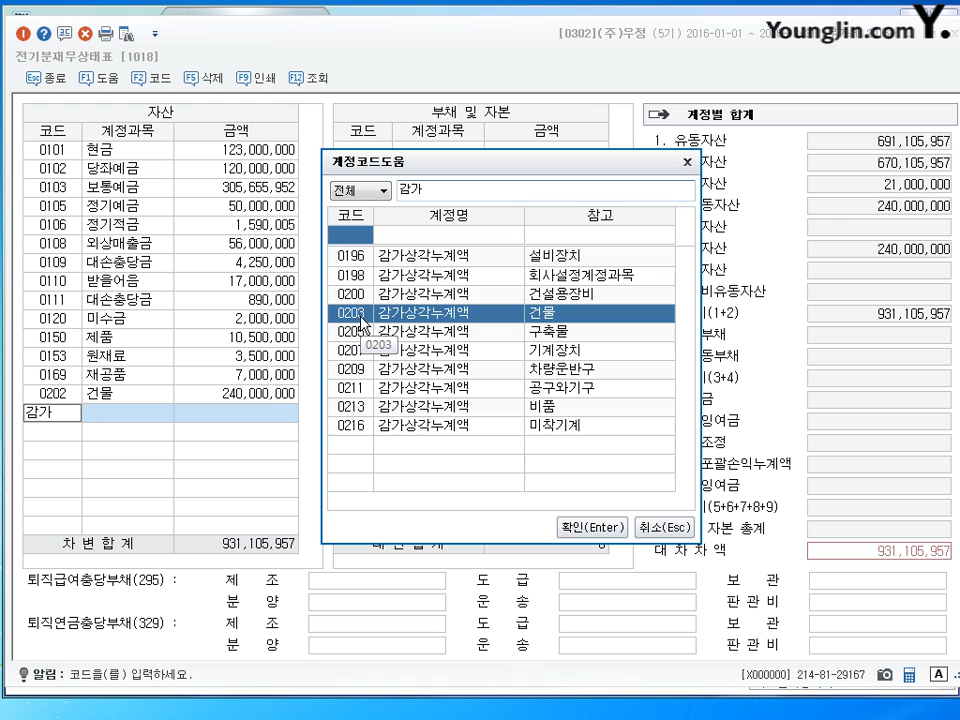 Younglin.com Y.
[0302](주)우정 (5기) 2016-01-01 ~ 20
전기분재무상태표 [1018]
Esc 종료 F1 도움 F2 코드 F5 삭제 F9 인쇄 F12 조회
자산
코드 계정과목 금액
0101 현금 123,000,000
0102 당좌예금 120,000,000
0103 보통예금 305,655,952
0105 정기예금 50,000,000
0106 정기적금 1,590,005
0108 외상매출금 56,000,000
0109 대손충당금 4,250,000
0110 받을어음 17,000,000
0111 대손충당금 890,000
0120 미수금 2,000,000
0150 제품 10,500,000
0153 원재료 3,500,000
0169 재공품 7,000,000
0202 건물 240,000,000
감가
차 변 합 계 931,105,957
부채 및 자본
코드 계정과목 금액
계정코드도움 x
전체 감가
코드 계정명 참고
0196 감가상각누계액 설비장치
0198 감가상각누계액 회사설정계정과목
0200 감가상각누계액 건설용장비
0203 감가상각누계액 건물
감가상각누계액 구축물
0203
감가상각누계액 기계장치
0209 감가상각누계액 차량운반구
0211 감가상각누계액 공구와기구
0213 감가상각누계액 비품
0216 감가상각누계액 미착기계
확인(Enter) 취소(Esc)
계정별 합계
1. 유동자산 691,105,957
자산 670,105,957
자산 21,000,000
동자산 240,000,000
자산
자산 240,000,000
자산
비유동자산
(1+2) 931,105,957
부채
동부채
(3+4)
금
잉여금
조정
포괄손익누계액
잉여금
(5+6+7+8+9)
자본 총계
대 차 차 액 931,105,957
퇴직급여충당부채(295) : 제 조 도 급 보 관
분 양 운 송 판 관 비
퇴직연금충당부채(329) : 제 조 도 급 보 관
분 양 운 송 판 관 비
알림 : 코드을(를) 입력하세요.
[X000000] 214-81-29167 A